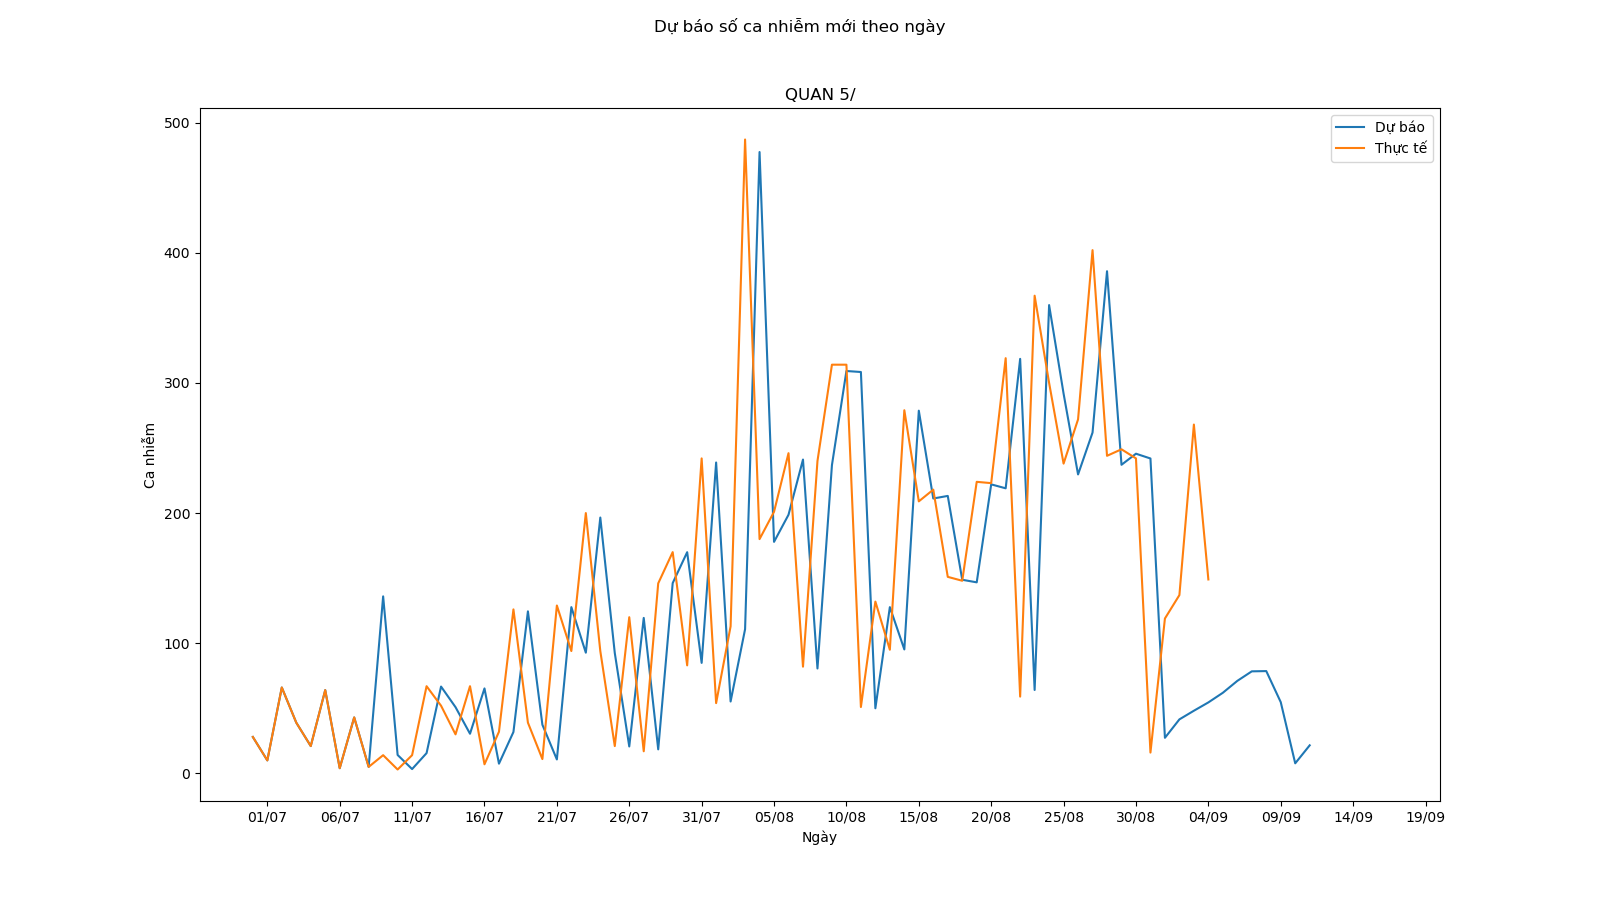 Dự báo số ca nhiễm mới theo ngày
QUAN 5/
500
400
300
200
100
0
Ca nhiễm
Dự báo
Thực tế
01/07 06/07 11/07 16/07 21/07 26/07 31/07 05/08 10/08 15/08 20/08 25/08 30/08 04/09 09/09 14/09 19/09
Ngày